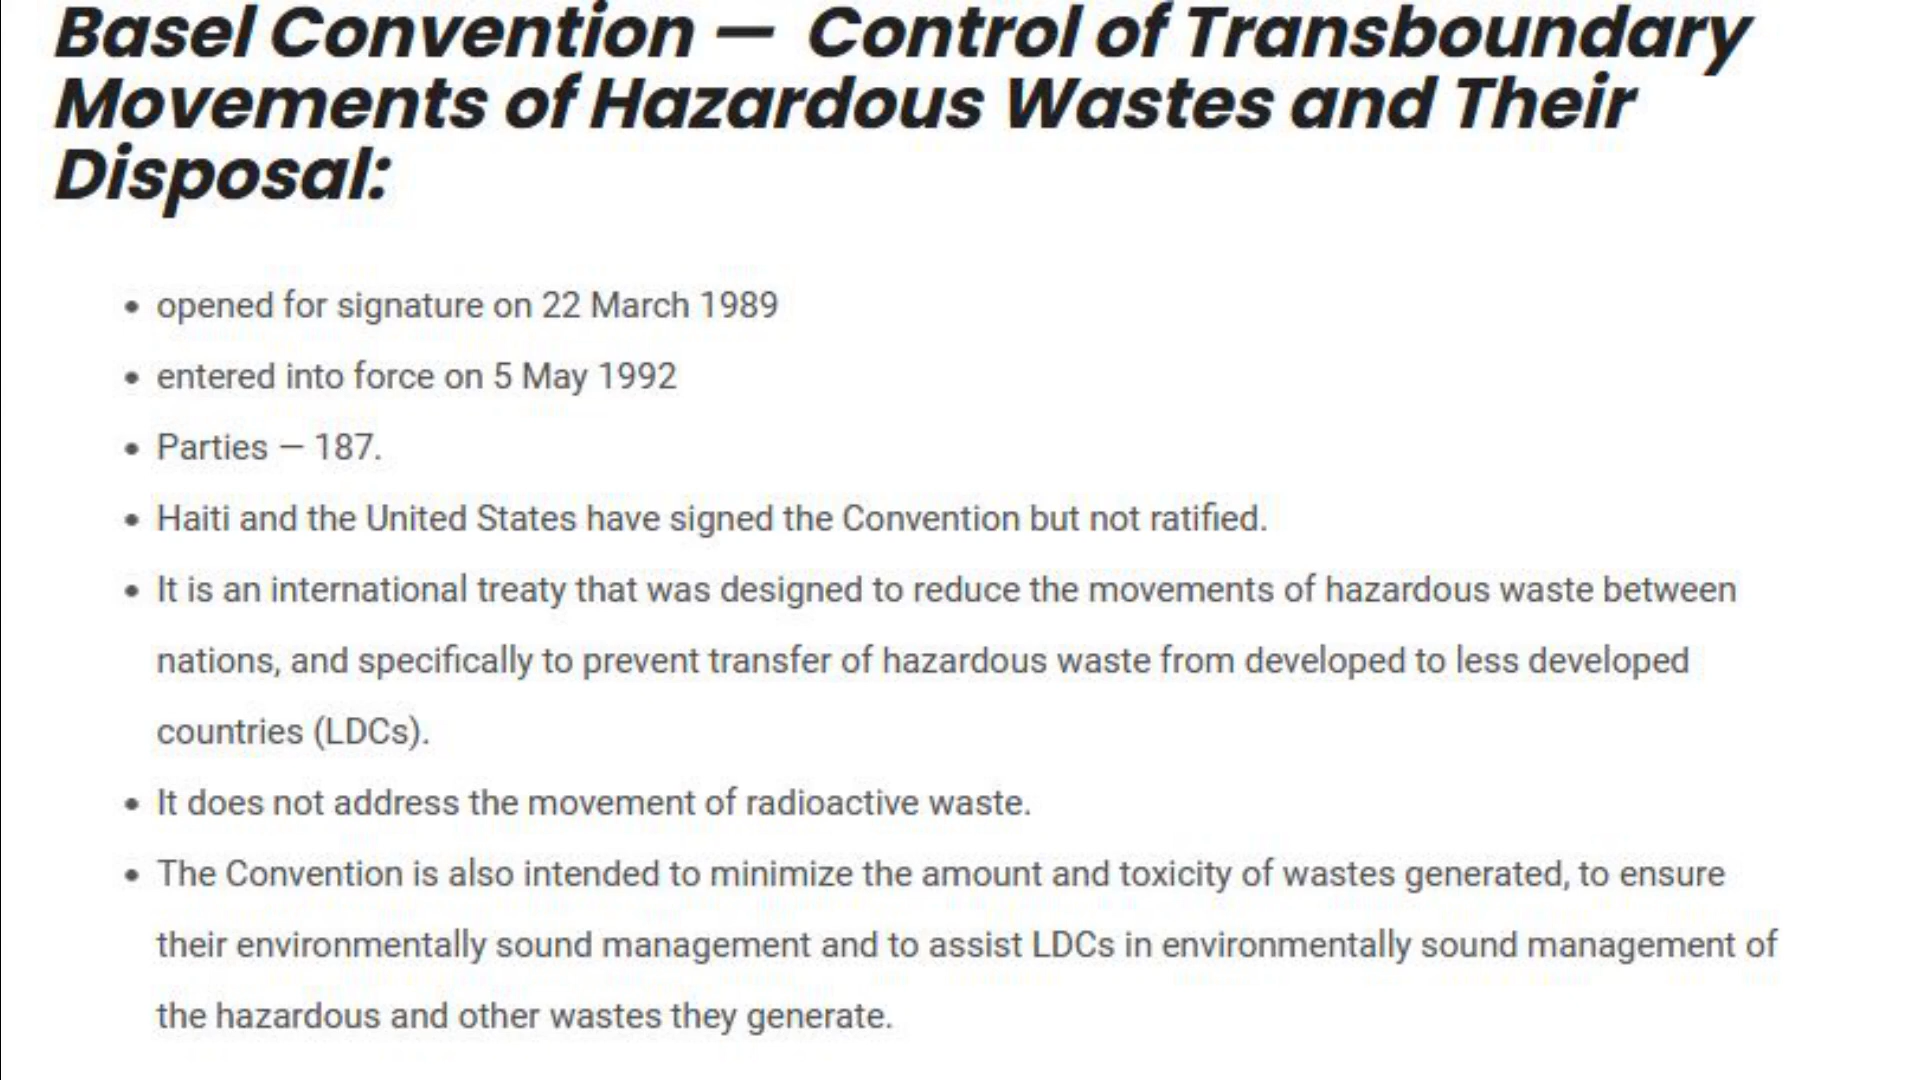 Basel Convention — Control of Transboundary
Movements of Hazardous Wastes and Their
Disposal:
• opened for signature on 22 March 1989
• entered into force on 5 May 1992
• Parties — 187.
• Haiti and the United States have signed the Convention but not ratified.
• It is an international treaty that was designed to reduce the movements of hazardous waste between
nations, and specifically to prevent transfer of hazardous waste from developed to less developed
countries (LDCs).
• It does not address the movement of radioactive waste.
• The Convention is also intended to minimize the amount and toxicity of wastes generated, to ensure
their environmentally sound management and to assist LDCs in environmentally sound management of
the hazardous and other wastes they generate.